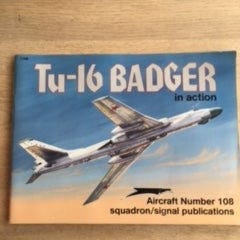 Tu-16 BADGER
in action
Aircraft Number 108
squadron/signal publications